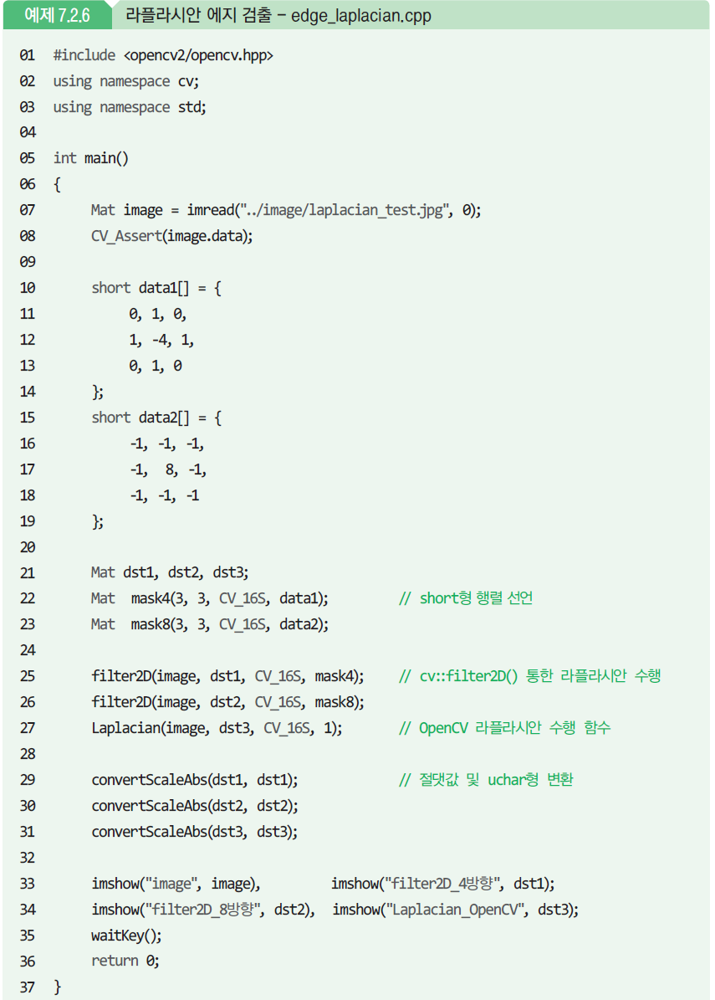 예제 7.2.6 라플라시안 에지 검출 – edge_laplacian.cpp
01 #include <opencv2/opencv.hpp>
02 using namespace cv;
03 using namespace std;
04
05 int main()
06 {
07 Mat image = imread("../image/laplacian_test.jpg", 0);
08 CV_Assert(image.data);
09
10 short data1[] = {
11 0, 1, 0,
12 1, -4, 1,
13 0, 1, 0
14 };
15 short data2[] = {
16 -1, -1, -1,
17 -1, 8, -1,
18 -1, -1, -1
19 };
20
21 Mat dst1, dst2, dst3;
22 Mat mask4(3, 3, CV_16S, data1); // short형 행렬 선언
23 Mat mask8(3, 3, CV_16S, data2);
24
25 filter2D(image, dst1, CV_16S, mask4); // cv::filter2D() 통한 라플라시안 수행
26 filter2D(image, dst2, CV_16S, mask8);
27 Laplacian(image, dst3, CV_16S, 1); // OpenCV 라플라시안 수행 함수
28
29 convertScaleAbs(dst1, dst1); // 절댓값 및 uchar형 변환
30 convertScaleAbs(dst2, dst2);
31 convertScaleAbs(dst3, dst3);
32
33 imshow("image", image), imshow("filter2D_4방향", dst1);
34 imshow("filter2D_8방향", dst2), imshow("Laplacian_OpenCV", dst3);
35 waitKey();
36 return 0;
37 }